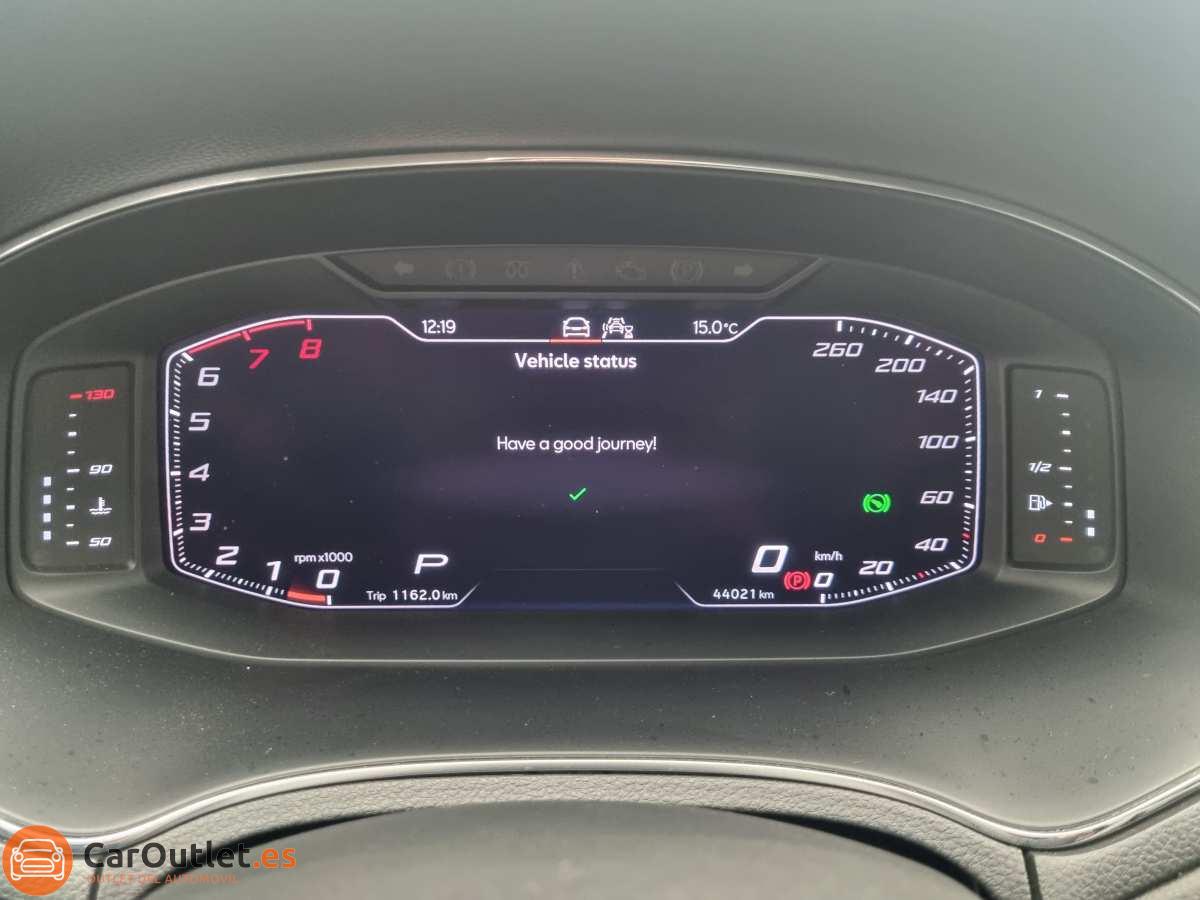 12:19
15.0°C
Vehicle status
Have a good journey!
130
90
50
8
7
6
5
4
3
2
1
0
rpm x1000
P
Trip 1162.0 km
260
200
140
100
60
40
20
0
0
km/h
P
44021 km
1
1/2
0
P
CarOutlet.es
OUTLET DEL AUTOMOVIL